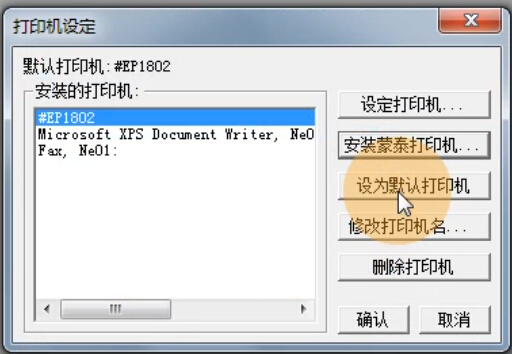 打印机设定
默认打印机:#EP1802
安装的打印机:
#EP1802
Microsoft XPS Document Writer, Ne0
Fax, Ne01:
设定打印机...
安装蒙泰打印机...
设为默认打印机
修改打印机名...
删除打印机
确认
取消